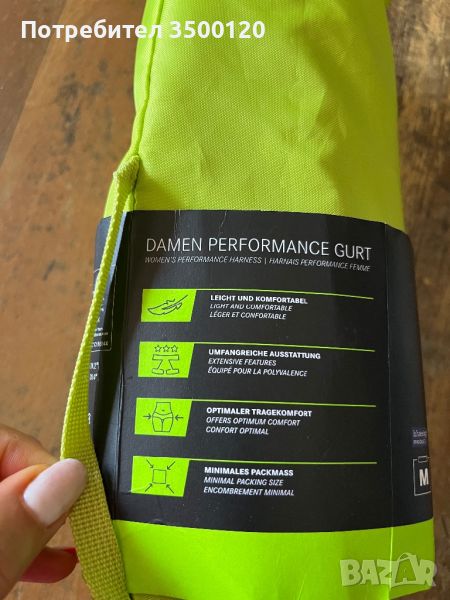 Потребител 3500120
DAMEN PERFORMANCE GURT
WOMEN'S PERFORMANCE HARNESS | HARNAIS PERFORMANCE FEMME
LEICHT UND KOMFORTABEL
LIGHT AND COMFORTABLE
LÉGER ET CONFORTABLE
UMFANGREICHE AUSSTATTUNG
EXTENSIVE FEATURES
ÉQUIPÉ POUR LA POLYVALENCE
OPTIMALER TRAGEKOMFORT
OFFERS OPTIMUM COMFORT
CONFORT OPTIMAL
MINIMALES PACKMASS
MINIMAL PACKING SIZE
ENCOMBREMENT MINIMAL
M
BAZAR